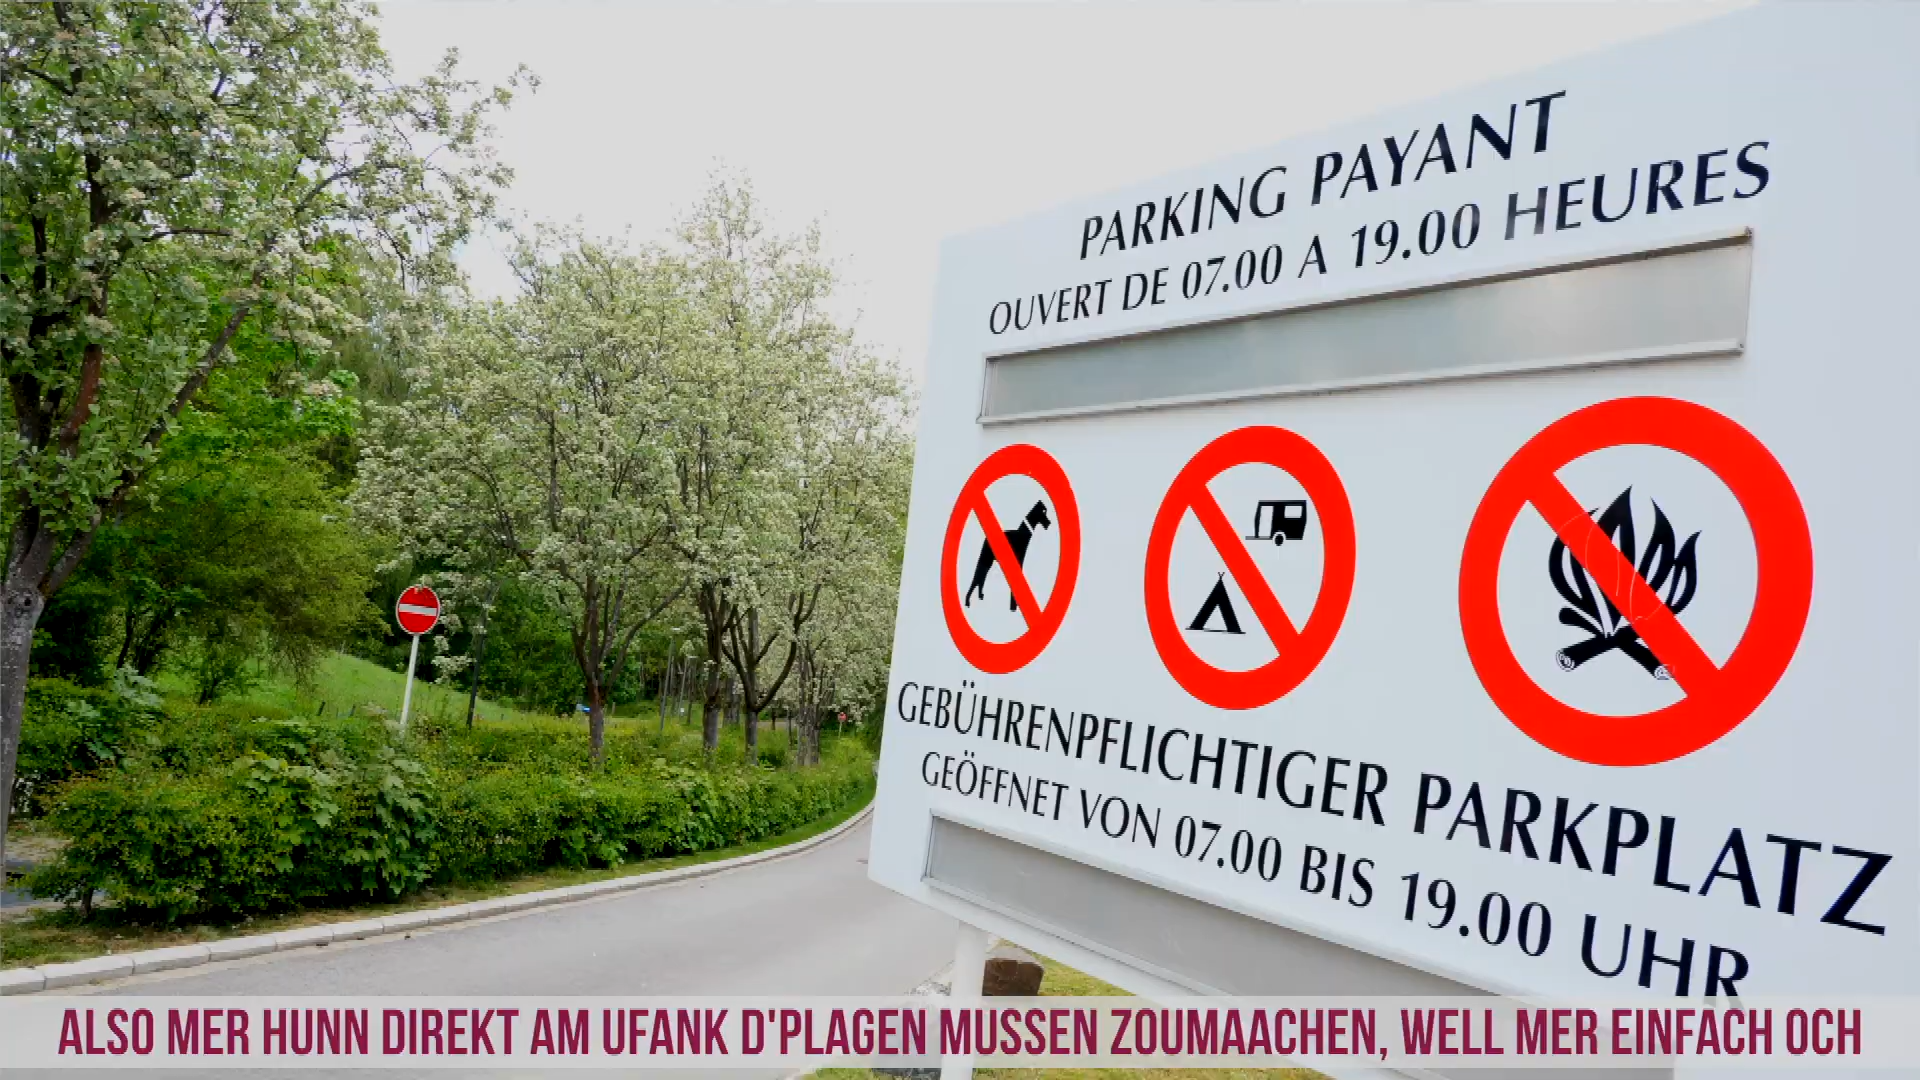 PARKING PAYANT
OUVERT DE 07.00 A 19.00 HEURES
GEBÜHRENPFLICHTIGER PARKPLATZ
GEÖFFNET VON 07.00 BIS 19.00 UHR
ALSO MER HUNN DIREKT AM UFANK D'PLAGEN MUSSEN ZOUMAACHEN, WELL MER EINFACH OCH